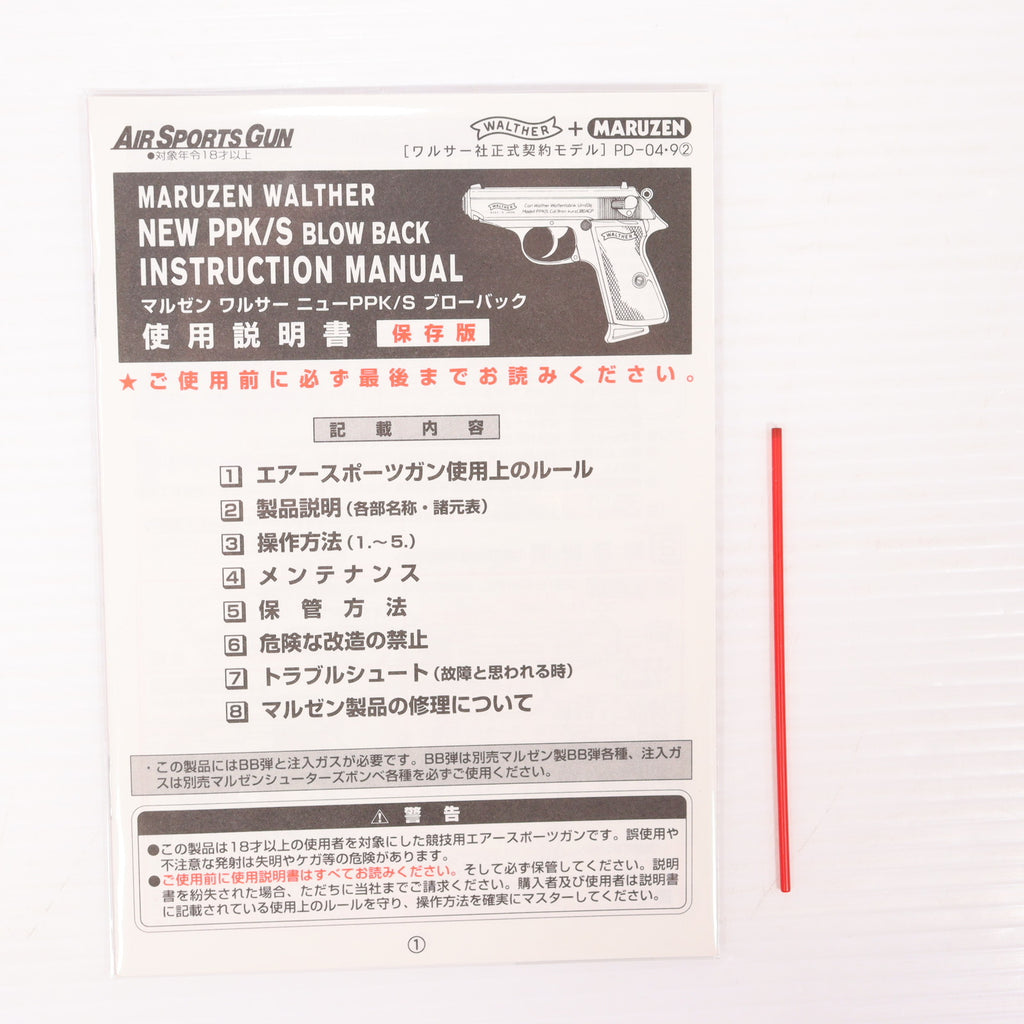 AIR SPORTS GUN
●対象年令18才以上
WALTHER + MARUZEN
[ワルサー社正式契約モデル] PD-04・9②
MARUZEN WALTHER
NEW PPK/S BLOW BACK
INSTRUCTION MANUAL
マルゼン ワルサー ニューPPK/S ブローバック
使用説明書 保存版
WALTHER
WALTHER
★ご使用前に必ず最後までお読みください。
記載内容
1 エアースポーツガン使用上のルール
2 製品説明(各部名称・諸元表)
3 操作方法(1.～5.)
4 メンテナンス
5 保管方法
6 危険な改造の禁止
7 トラブルシュート(故障と思われる時)
8 マルゼン製品の修理について
・この製品にはBB弾と注入ガスが必要です。BB弾は別売マルゼン製BB弾各種、注入ガ
スは別売マルゼンシューターズボンベ各種を必ずご使用ください。
⚠ 警告
●この製品は18才以上の使用者を対象にした競技用エアースポーツガンです。誤使用や
不注意な発射は失明やケガ等の危険があります。
●ご使用前に使用説明書はすべてお読みください。そして必ず保管してください。説明
書を紛失された場合、ただちに当社までご請求ください。購入者及び使用者は説明書
に記載されている使用上のルールを守り、操作方法を確実にマスターしてください。
①